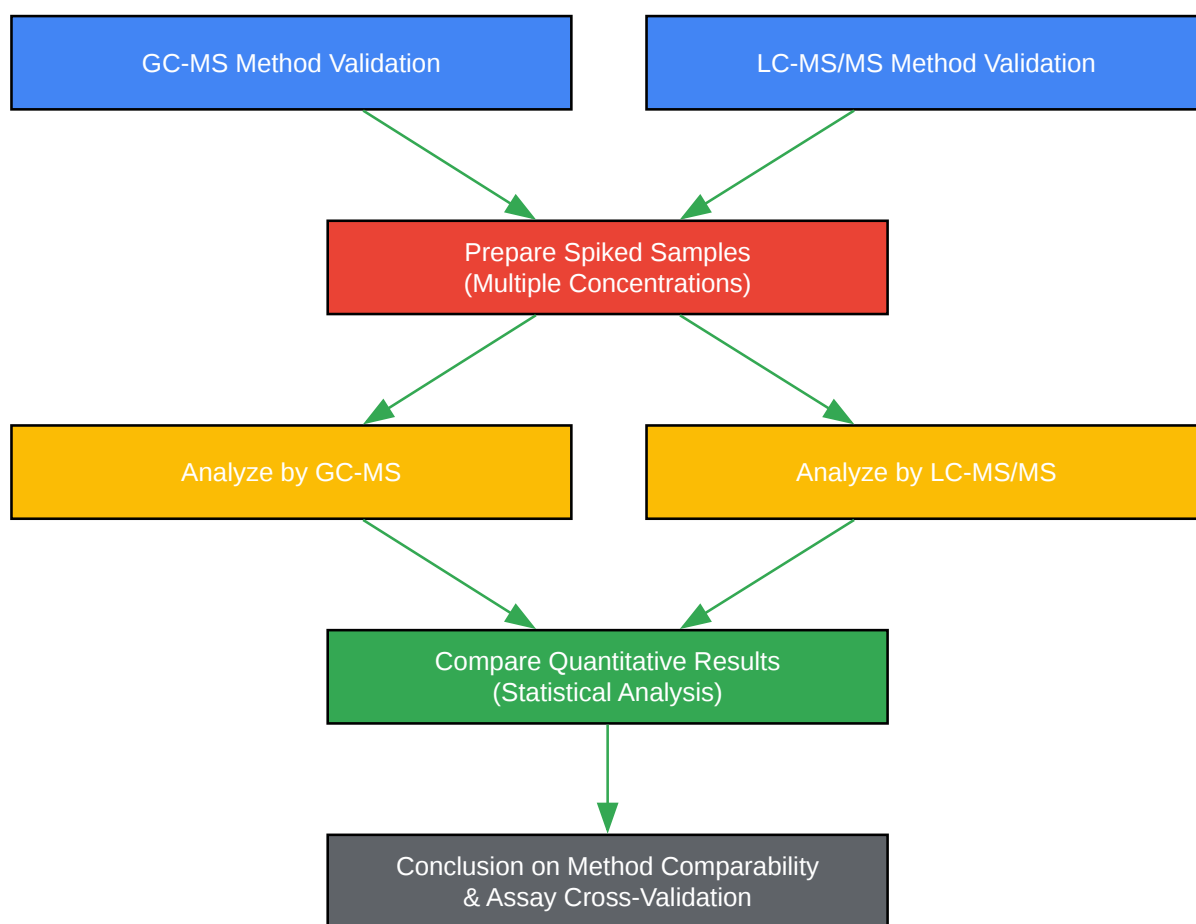 GC-MS Method Validation
LC-MS/MS Method Validation
Prepare Spiked Samples
(Multiple Concentrations)
Analyze by GC-MS
Analyze by LC-MS/MS
Compare Quantitative Results
(Statistical Analysis)
Conclusion on Method Comparability
& Assay Cross-Validation